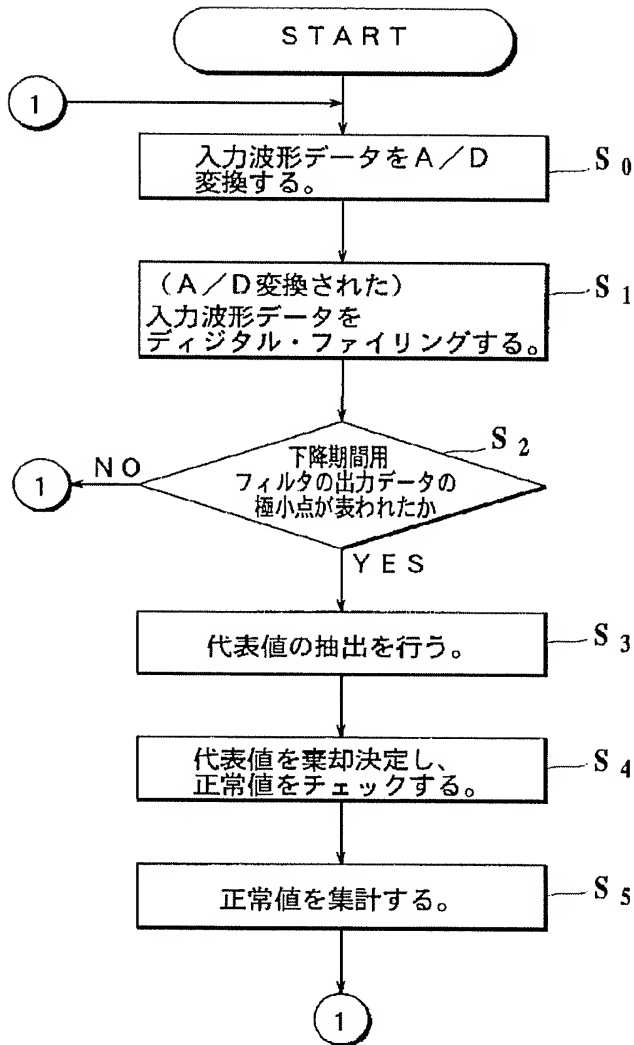 START
1
入力波形データをA／D
変換する。
S0
（A／D変換された）
入力波形データを
ディジタル・ファイリングする。
S1
下降期間用
フィルタの出力データの
極小点が表われたか
S2
NO
1
YES
代表値の抽出を行う。
S3
代表値を棄却決定し、
正常値をチェックする。
S4
正常値を集計する。
S5
1